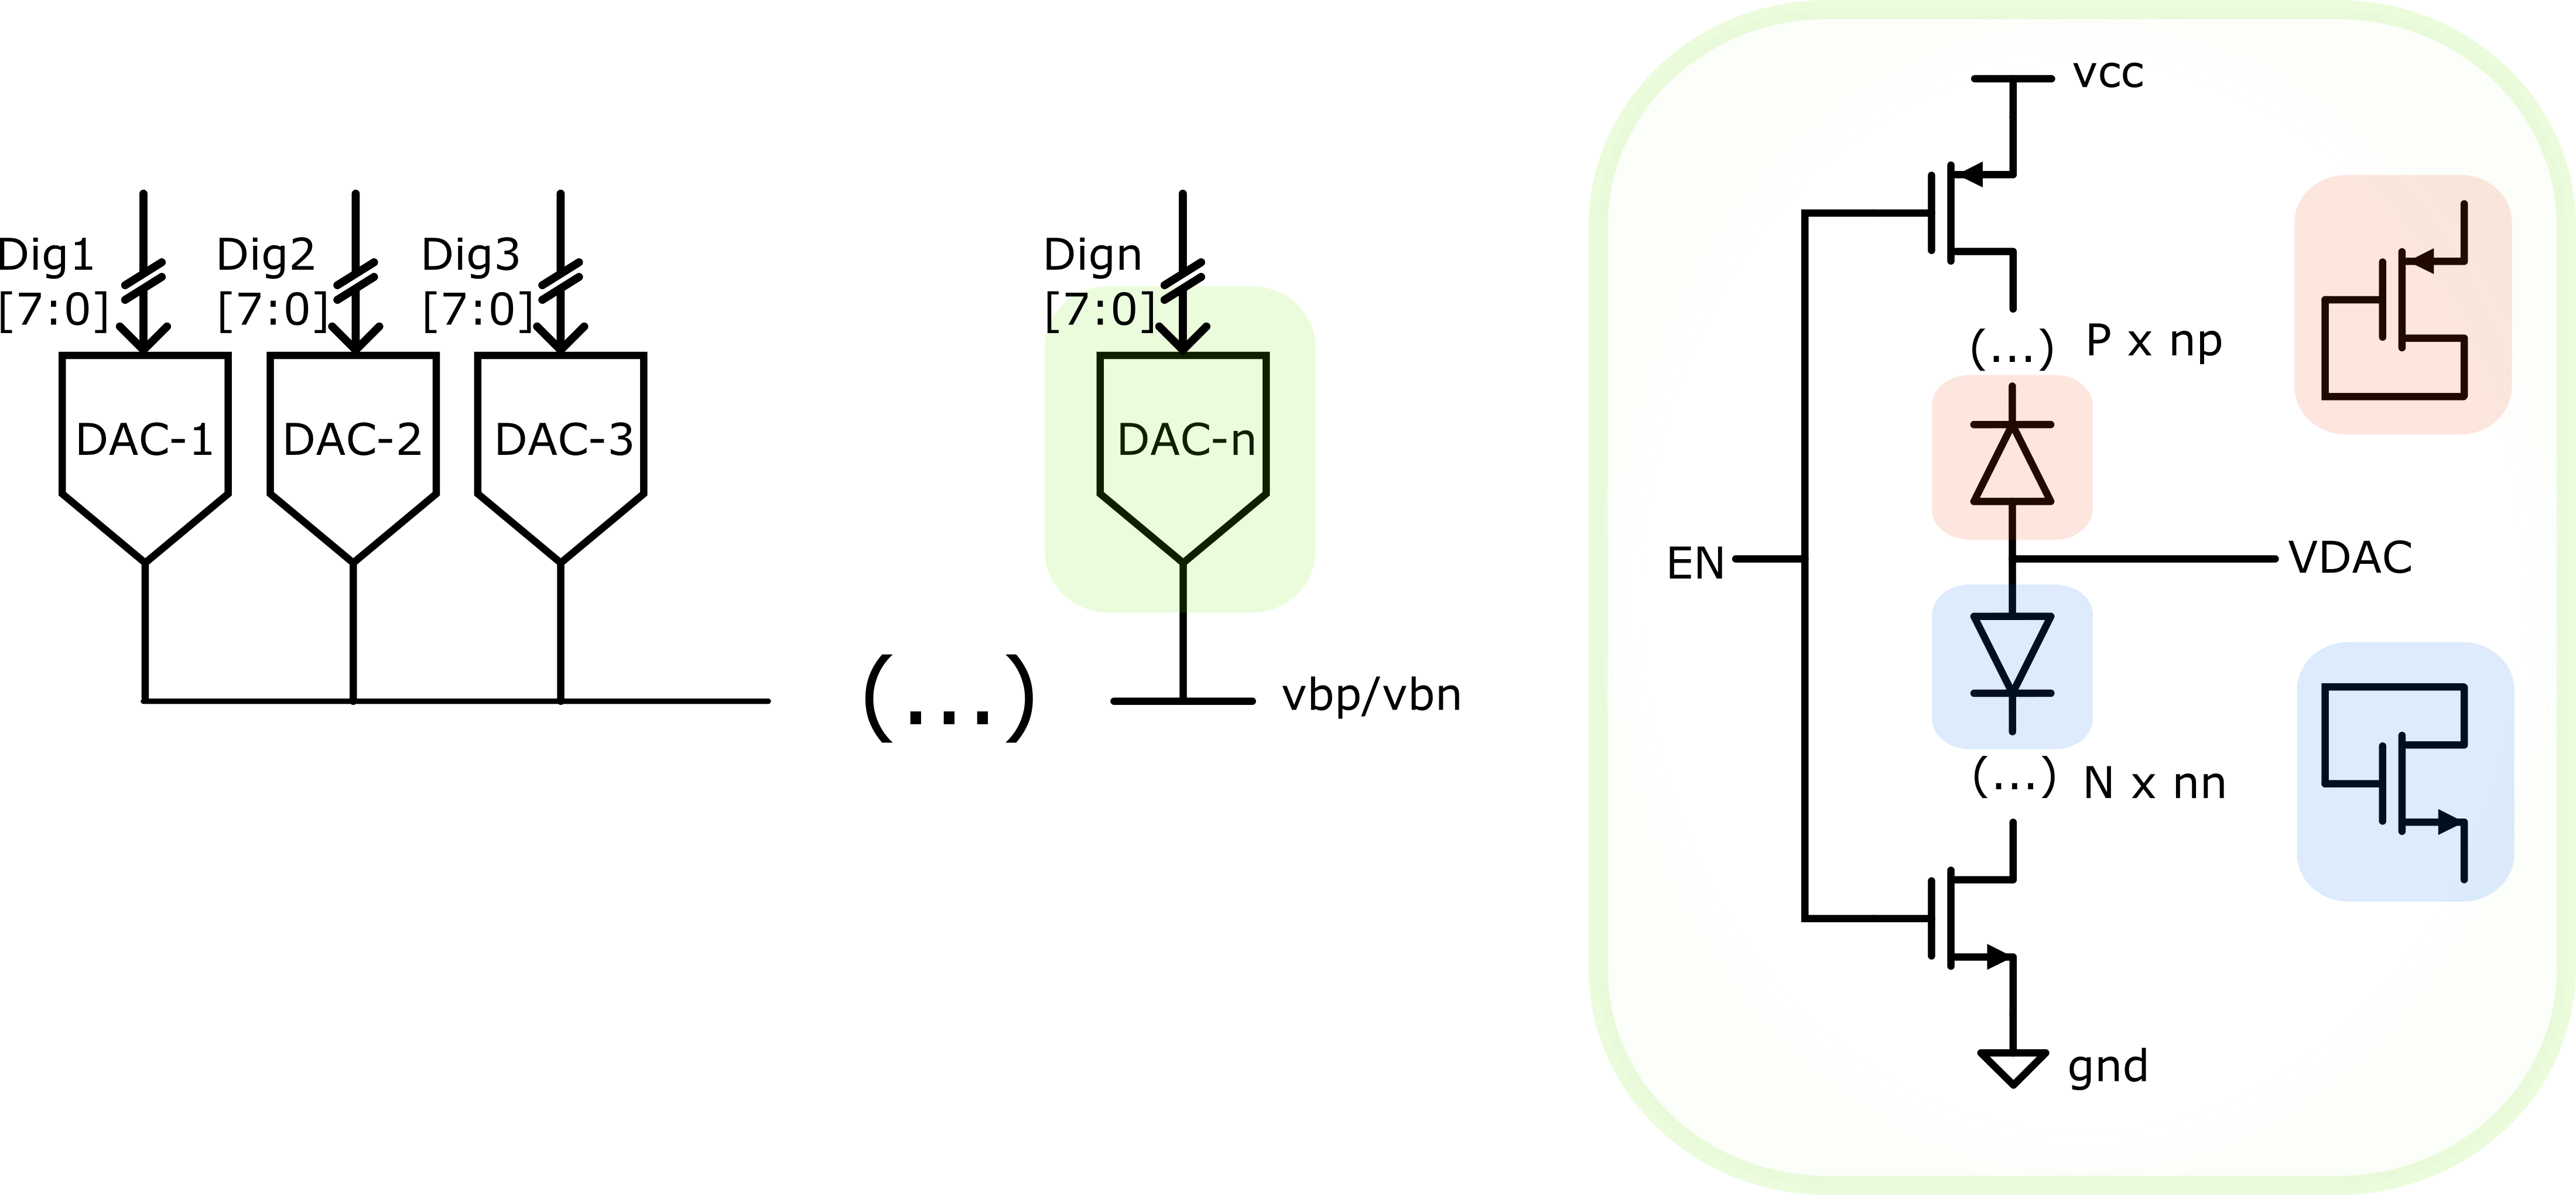 Dig1
[7:0]
Dig2
[7:0]
Dig3
[7:0]
Dign
[7:0]
DAC-1
DAC-2
DAC-3
DAC-n
(...)
vbp/vbn
vcc
(...) P x np
EN
VDAC
(...) N x nn
gnd